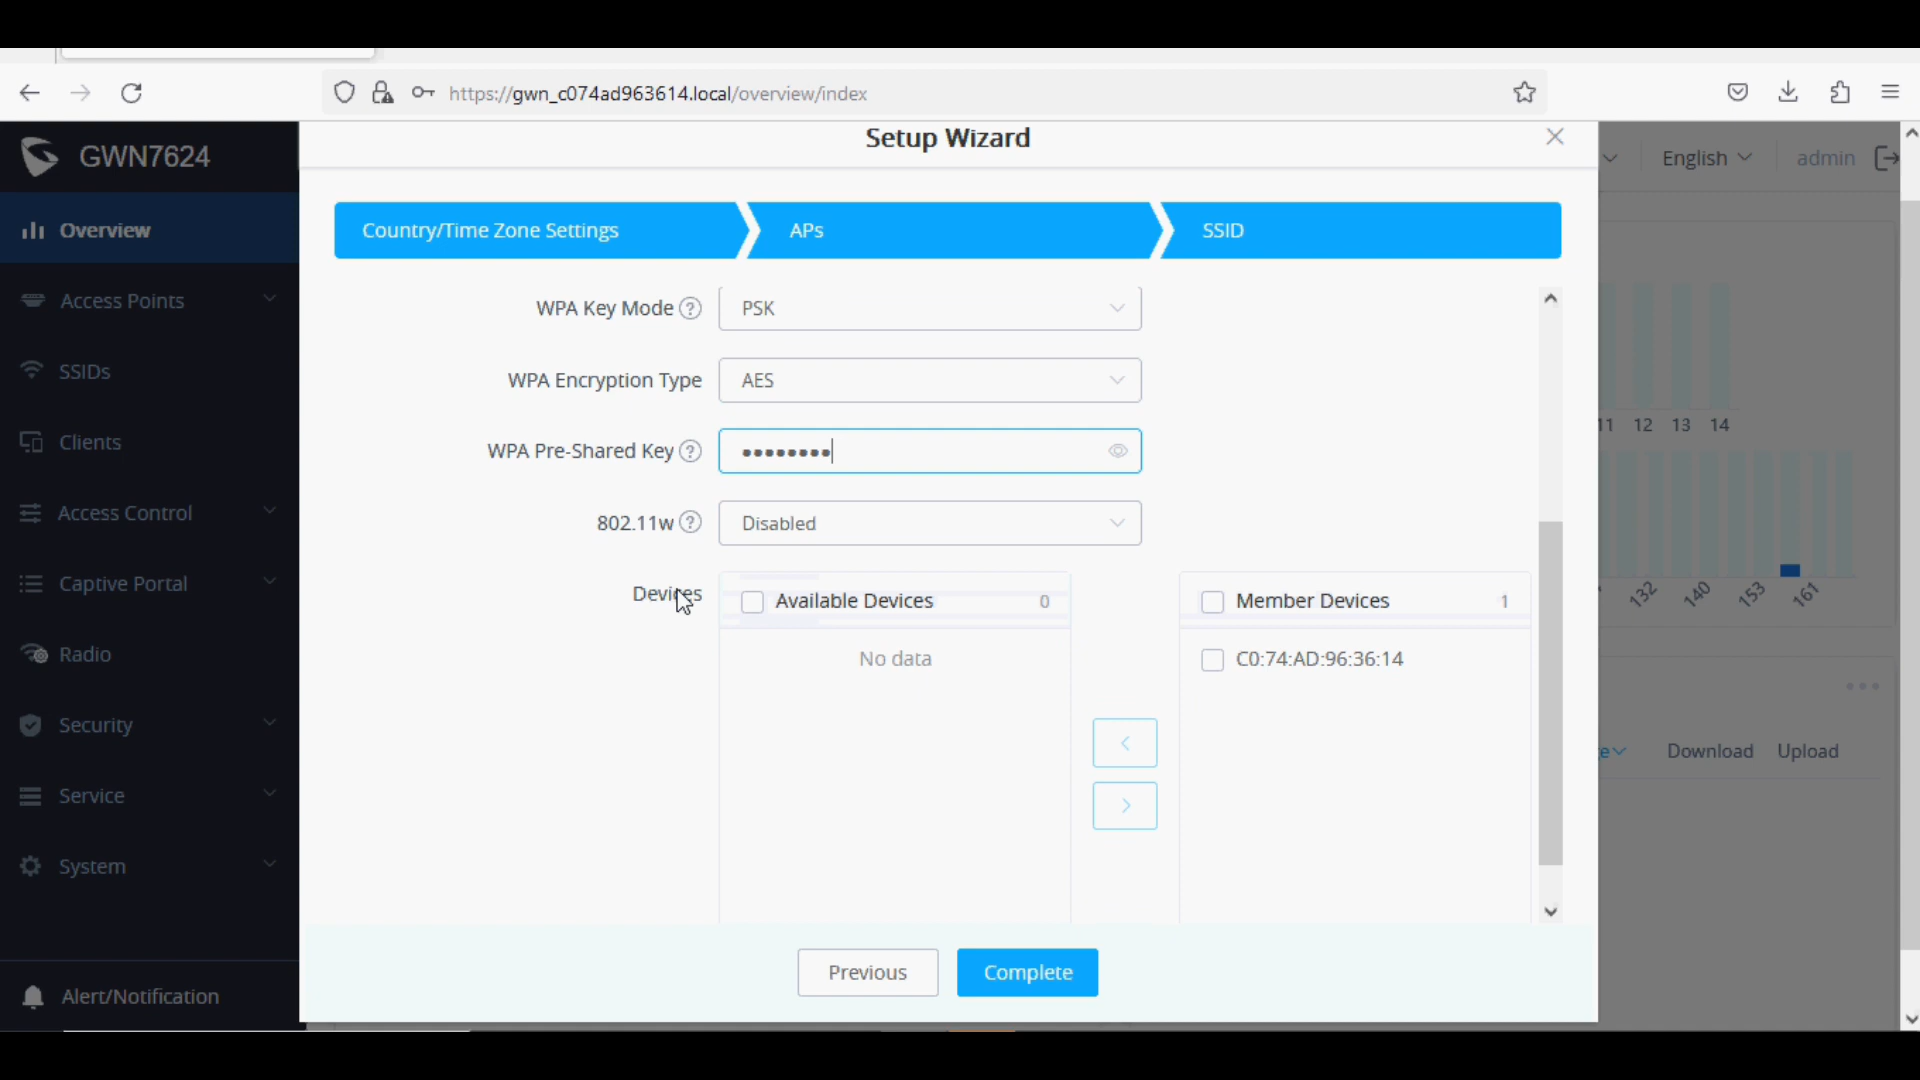 https://gwn_c074ad963614.local/overview/index
GWN7624
Setup Wizard
English
admin
Overview
Access Points
SSIDs
Clients
Access Control
Captive Portal
Radio
Security
Service
System
Alert/Notification
Country/Time Zone Settings
APs
SSID
WPA Key Mode ? PSK
WPA Encryption Type AES
WPA Pre-Shared Key ? ••••••••
802.11w ? Disabled
Devices
Available Devices 0
No data
Member Devices 1
C0:74:AD:96:36:14
Previous
Complete
11 12 13 14
132 140 153 161
Download Upload